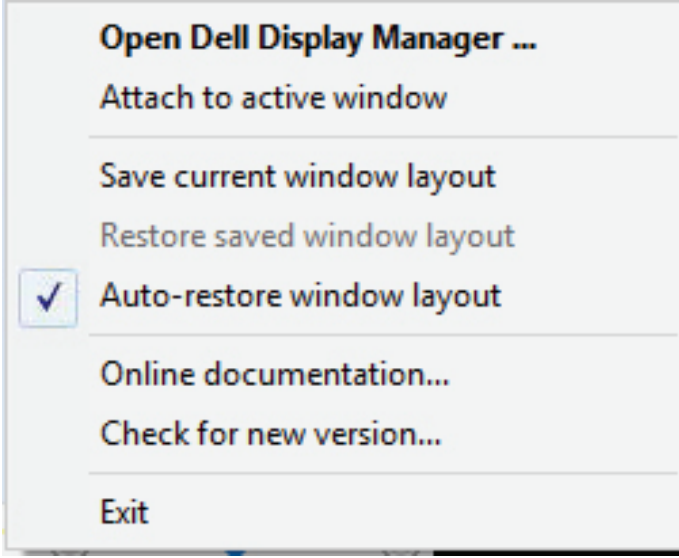 Open Dell Display Manager ...
Attach to active window
Save current window layout
Restore saved window layout
Auto-restore window layout
Online documentation...
Check for new version...
Exit